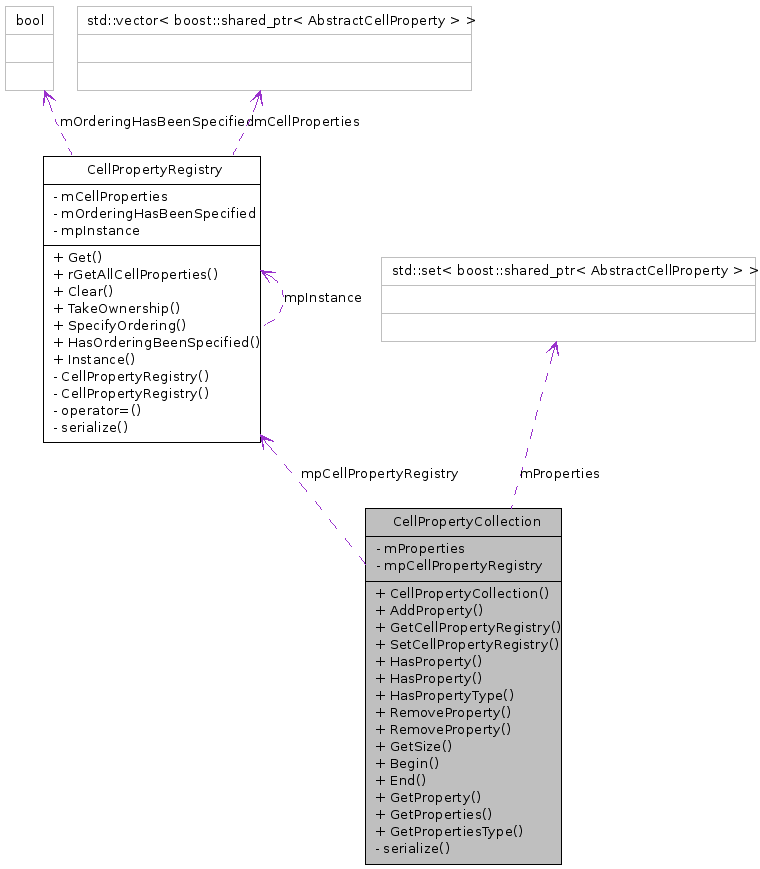 bool
std::vector< boost::shared_ptr< AbstractCellProperty > >
mOrderingHasBeenSpecified
mCellProperties
CellPropertyRegistry
- mCellProperties
- mOrderingHasBeenSpecified
- mpInstance
+ Get()
+ rGetAllCellProperties()
+ Clear()
+ TakeOwnership()
+ SpecifyOrdering()
+ HasOrderingBeenSpecified()
+ Instance()
- CellPropertyRegistry()
- CellPropertyRegistry()
- operator=()
- serialize()
mpInstance
std::set< boost::shared_ptr< AbstractCellProperty > >
mpCellPropertyRegistry
mProperties
CellPropertyCollection
- mProperties
- mpCellPropertyRegistry
+ CellPropertyCollection()
+ AddProperty()
+ GetCellPropertyRegistry()
+ SetCellPropertyRegistry()
+ HasProperty()
+ HasProperty()
+ HasPropertyType()
+ RemoveProperty()
+ RemoveProperty()
+ GetSize()
+ Begin()
+ End()
+ GetProperty()
+ GetProperties()
+ GetPropertiesType()
- serialize()